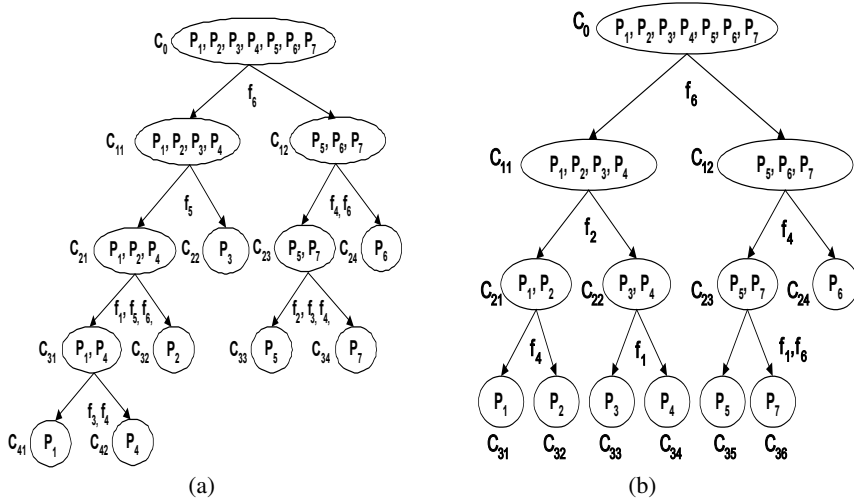 C0 P1, P2, P3, P4, P5, P6, P7
f6
C11 P1, P2, P3, P4
C12 P5, P6, P7
f5
f4, f6
C21 P1, P2, P4
C22 P3
C23 P5, P7
C24 P6
f1, f5, f6,
f2, f3, f4,
C31 P1, P4
C32 P2
C33 P5
C34 P7
f3, f4
C41 P1
C42 P4
(a)
C0 P1, P2, P3, P4, P5, P6, P7
f6
C11 P1, P2, P3, P4
C12 P5, P6, P7
f2
f4
C21 P1, P2
C22 P3, P4
C23 P5, P7
C24 P6
f4
f1
f1, f6
P1 P2 P3 P4 P5 P7
C31 C32 C33 C34 C35 C36
(b)